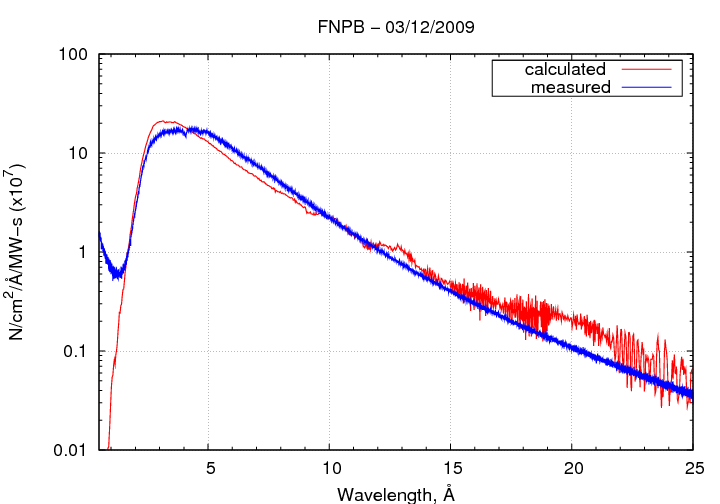 FNPB – 03/12/2009
100
10
1
0.1
0.01
N/cm²/Å/MW–s (x10⁷)
calculated
measured
5
10
15
20
25
Wavelength, Å